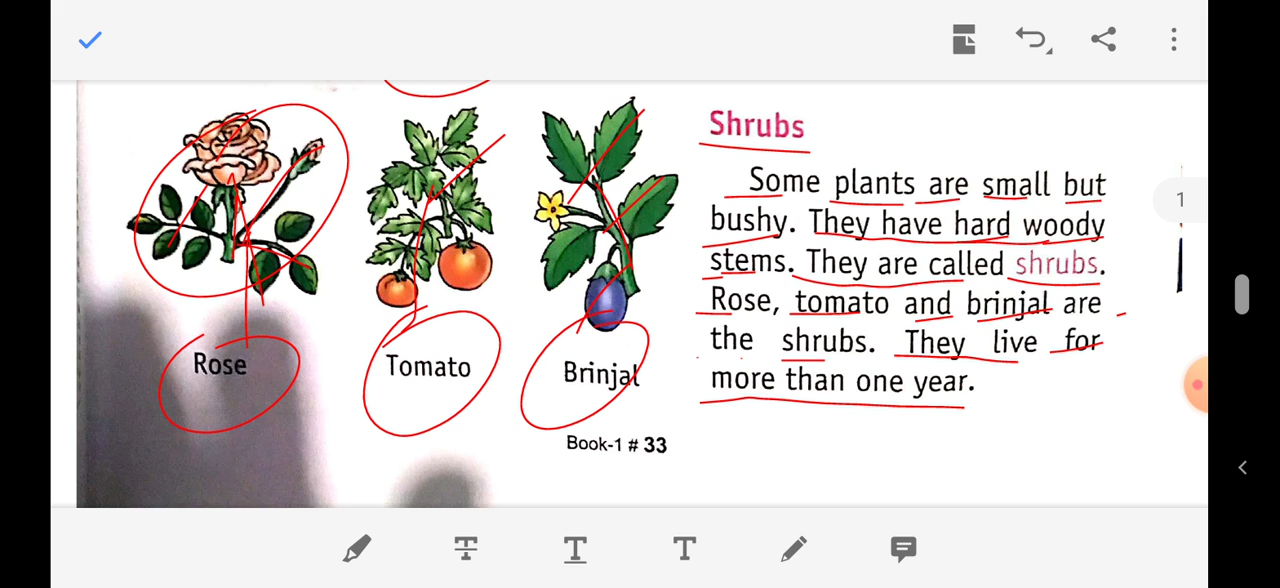 Shrubs
Some plants are small but
bushy. They have hard woody
stems. They are called shrubs.
Rose, tomato and brinjal are
the shrubs. They live for
more than one year.
Rose
Tomato
Brinjal
Book-1 # 33
1
T
T
T